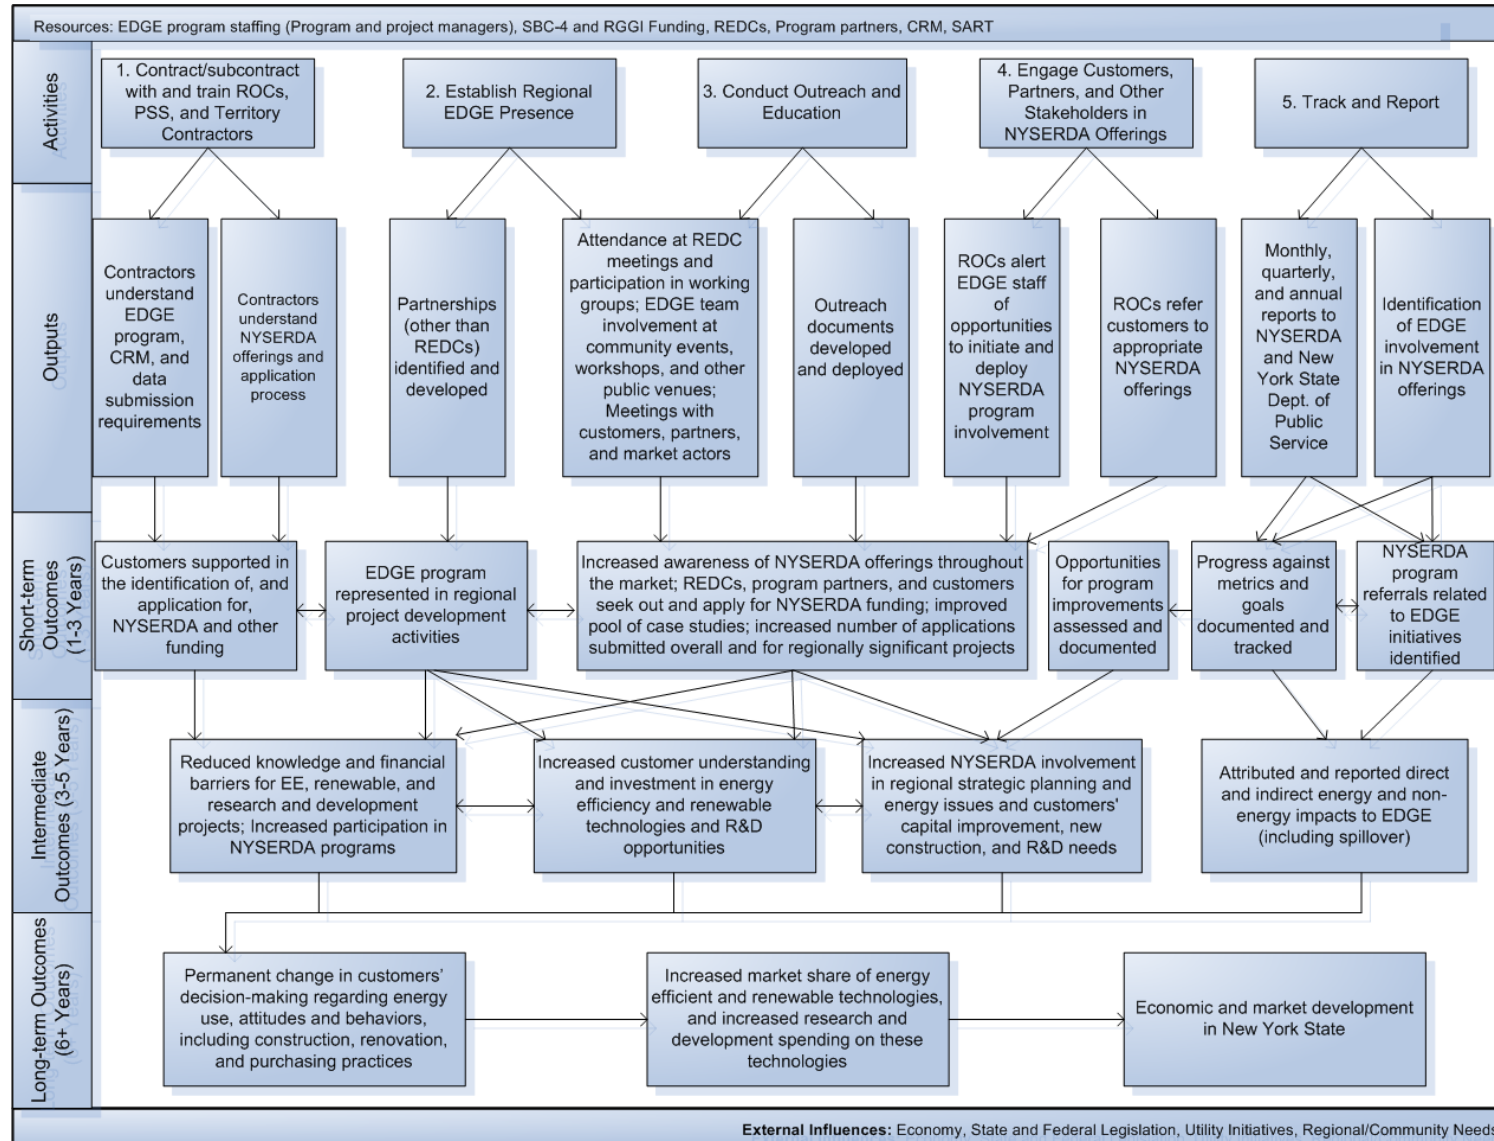 Resources: EDGE program staffing (Program and project managers), SBC-4 and RGGI Funding, REDCs, Program partners, CRM, SART
Activities
1. Contract/subcontract
with and train ROCs,
PSS, and Territory
Contractors
2. Establish Regional
EDGE Presence
3. Conduct Outreach and
Education
4. Engage Customers,
Partners, and Other
Stakeholders in
NYSERDA Offerings
5. Track and Report
Outputs
Contractors
understand
EDGE
program,
CRM, and
data
submission
requirements
Contractors
understand
NYSERDA
offerings and
application
process
Partnerships
(other than
REDCs)
identified and
developed
Attendance at REDC
meetings and
participation in working
groups; EDGE team
involvement at
community events,
workshops, and other
public venues;
Meetings with
customers, partners,
and market actors
Outreach
documents
developed
and deployed
ROCs alert
EDGE staff
of
opportunities
to initiate and
deploy
NYSERDA
program
involvement
ROCs refer
customers to
appropriate
NYSERDA
offerings
Monthly,
quarterly,
and annual
reports to
NYSERDA
and New
York State
Dept. of
Public
Service
Identification
of EDGE
involvement
in NYSERDA
offerings
Short-term
Outcomes
(1-3 Years)
Customers supported in
the identification of, and
application for,
NYSERDA and other
funding
EDGE program
represented in regional
project development
activities
Increased awareness of NYSERDA offerings throughout
the market; REDCs, program partners, and customers
seek out and apply for NYSERDA funding; improved
pool of case studies; increased number of applications
submitted overall and for regionally significant projects
Opportunities
for program
improvements
assessed and
documented
Progress against
metrics and
goals
documented and
tracked
NYSERDA
program
referrals related
to EDGE
initiatives
identified
Intermediate
Outcomes (3-5 Years)
Reduced knowledge and financial
barriers for EE, renewable, and
research and development
projects; Increased participation in
NYSERDA programs
Increased customer understanding
and investment in energy
efficiency and renewable
technologies and R&D
opportunities
Increased NYSERDA involvement
in regional strategic planning and
energy issues and customers'
capital improvement, new
construction, and R&D needs
Attributed and reported direct
and indirect energy and non-
energy impacts to EDGE
(including spillover)
Long-term Outcomes
(6+ Years)
Permanent change in customers’
decision-making regarding energy
use, attitudes and behaviors,
including construction, renovation,
and purchasing practices
Increased market share of energy
efficient and renewable technologies,
and increased research and
development spending on these
technologies
Economic and market development
in New York State
External Influences: Economy, State and Federal Legislation, Utility Initiatives, Regional/Community Needs